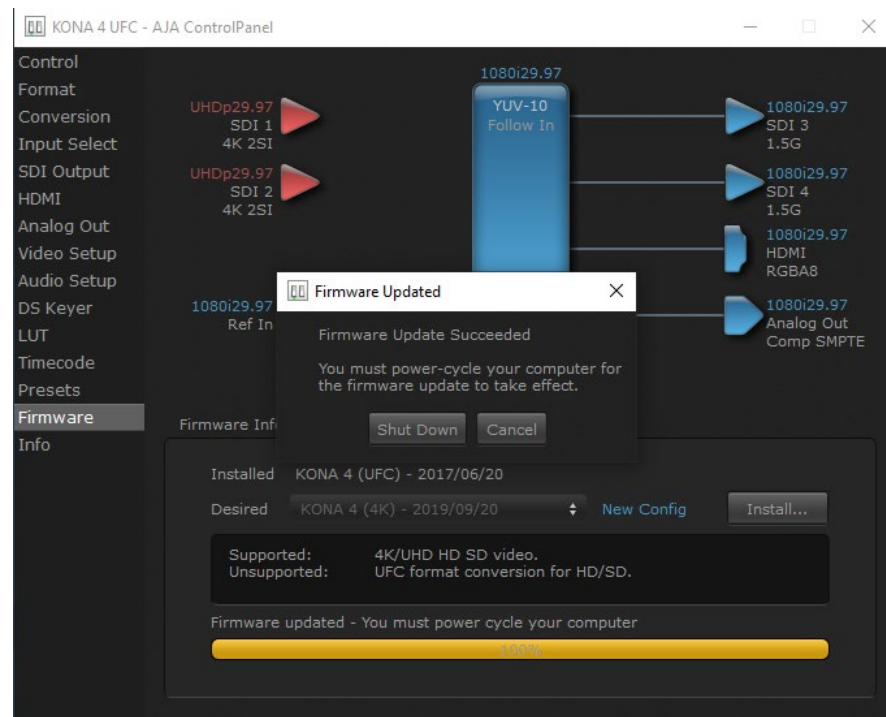 KONA 4 UFC - AJA ControlPanel
Control
Format
Conversion
Input Select
SDI Output
HDMI
Analog Out
Video Setup
Audio Setup
DS Keyer
LUT
Timecode
Presets
Firmware
Info
1080i29.97
YUV-10
Follow In
UHDp29.97
SDI 1
4K 2SI
UHDp29.97
SDI 2
4K 2SI
1080i29.97
Ref In
1080i29.97
SDI 3
1.5G
1080i29.97
SDI 4
1.5G
1080i29.97
HDMI
RGBA8
1080i29.97
Analog Out
Comp SMPTE
Firmware Updated
Firmware Update Succeeded
You must power-cycle your computer for
the firmware update to take effect.
Shut Down Cancel
Firmware Inf
Installed KONA 4 (UFC) - 2017/06/20
Desired KONA 4 (4K) - 2019/09/20 New Config Install...
Supported: 4K/UHD HD SD video.
Unsupported: UFC format conversion for HD/SD.
Firmware updated - You must power cycle your computer
100%